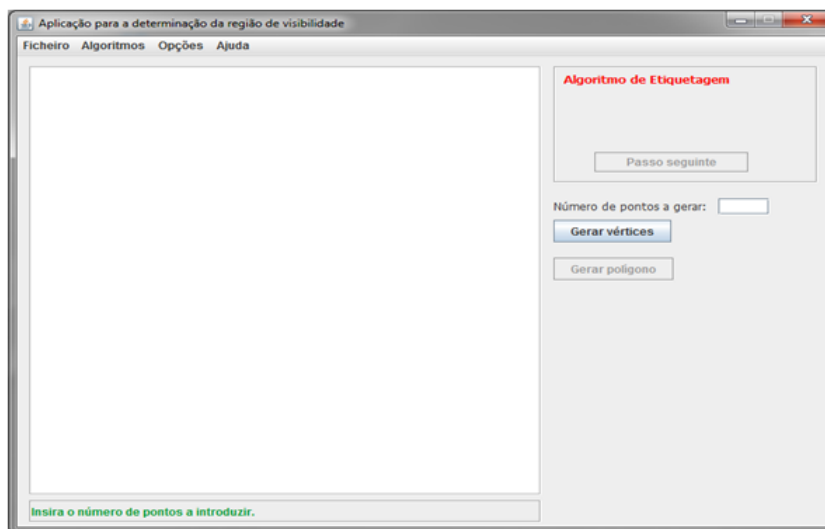 Aplicação para a determinação da região de visibilidade
Ficheiro Algoritmos Opções Ajuda
Algoritmo de Etiquetagem
Passo seguinte
Número de pontos a gerar:
Gerar vértices
Gerar polígono
Insira o número de pontos a introduzir.